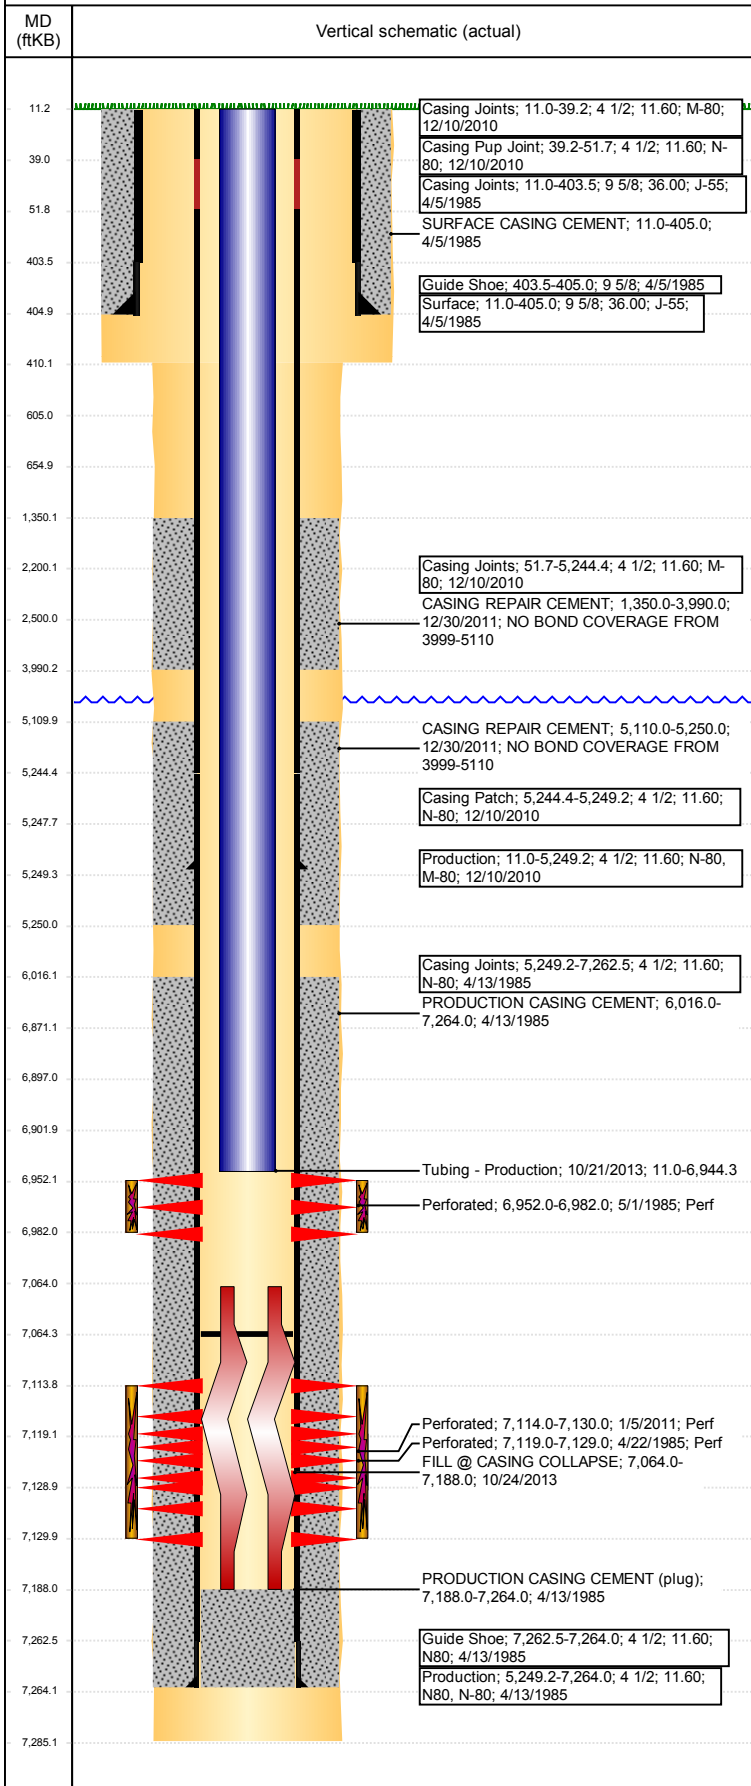 MD
(ftKB)
Vertical schematic (actual)
11.2
39.0
51.8
403.5
404.9
410.1
605.0
654.9
1,350.1
2,200.1
2,500.0
3,990.2
5,109.9
5,244.4
5,247.7
5,249.3
5,250.0
6,016.1
6,871.1
6,897.0
6,901.9
6,952.1
6,982.0
7,064.0
7,064.3
7,113.8
7,119.1
7,128.9
7,129.9
7,188.0
7,262.5
7,264.1
7,285.1
Casing Joints; 11.0-39.2; 4 1/2; 11.60; M-80;
12/10/2010
Casing Pup Joint; 39.2-51.7; 4 1/2; 11.60; N-
80; 12/10/2010
Casing Joints; 11.0-403.5; 9 5/8; 36.00; J-55;
4/5/1985
SURFACE CASING CEMENT; 11.0-405.0;
4/5/1985
Guide Shoe; 403.5-405.0; 9 5/8; 4/5/1985
Surface; 11.0-405.0; 9 5/8; 36.00; J-55;
4/5/1985
Casing Joints; 51.7-5,244.4; 4 1/2; 11.60; M-
80; 12/10/2010
CASING REPAIR CEMENT; 1,350.0-3,990.0;
12/30/2011; NO BOND COVERAGE FROM
3999-5110
CASING REPAIR CEMENT; 5,110.0-5,250.0;
12/30/2011; NO BOND COVERAGE FROM
3999-5110
Casing Patch; 5,244.4-5,249.2; 4 1/2; 11.60;
N-80; 12/10/2010
Production; 11.0-5,249.2; 4 1/2; 11.60; N-80,
M-80; 12/10/2010
Casing Joints; 5,249.2-7,262.5; 4 1/2; 11.60;
N-80; 4/13/1985
PRODUCTION CASING CEMENT; 6,016.0-
7,264.0; 4/13/1985
Tubing - Production; 10/21/2013; 11.0-6,944.3
Perforated; 6,952.0-6,982.0; 5/1/1985; Perf
Perforated; 7,114.0-7,130.0; 1/5/2011; Perf
Perforated; 7,119.0-7,129.0; 4/22/1985; Perf
FILL @ CASING COLLAPSE; 7,064.0-
7,188.0; 10/24/2013
PRODUCTION CASING CEMENT (plug);
7,188.0-7,264.0; 4/13/1985
Guide Shoe; 7,262.5-7,264.0; 4 1/2; 11.60;
N80; 4/13/1985
Production; 5,249.2-7,264.0; 4 1/2; 11.60;
N80, N-80; 4/13/1985